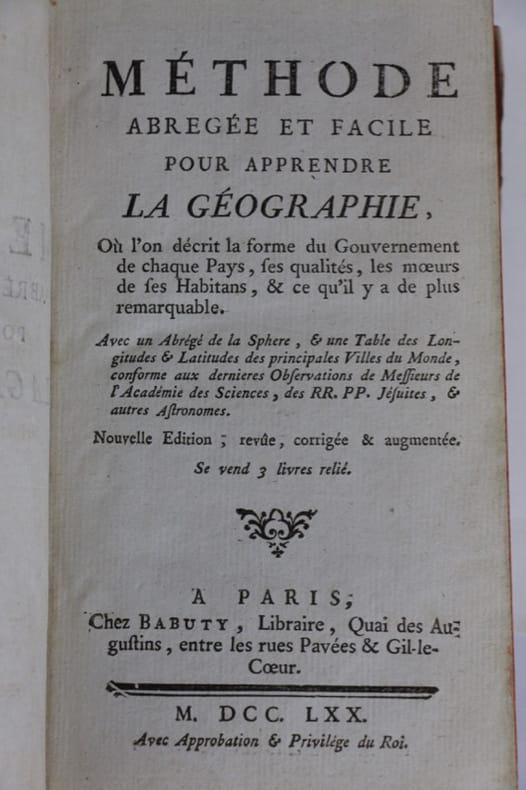 MÉTHODE
ABREGÉE ET FACILE
POUR APPRENDRE
LA GÉOGRAPHIE,
Où l'on décrit la forme du Gouvernement
de chaque Pays, ſes qualités, les mœurs
de ſes Habitans, & ce qu'il y a de plus
remarquable.
Avec un Abrégé de la Sphere, & une Table des Lon-
gitudes & Latitudes des principales Villes du Monde,
conforme aux dernieres Obſervations de Meſſieurs de
l'Académie des Sciences, des RR. PP. Jéſuites, &
autres Aſtronomes.
Nouvelle Edition; revûe, corrigée & augmentée.
Se vend 3 livres relié.
A PARIS;
Chez BABUTY, Libraire, Quai des Au-
guſtins, entre les rues Pavées & Gil-le-
Cœur.
M. DCC. LXX.
Avec Approbation & Privilége du Roi.